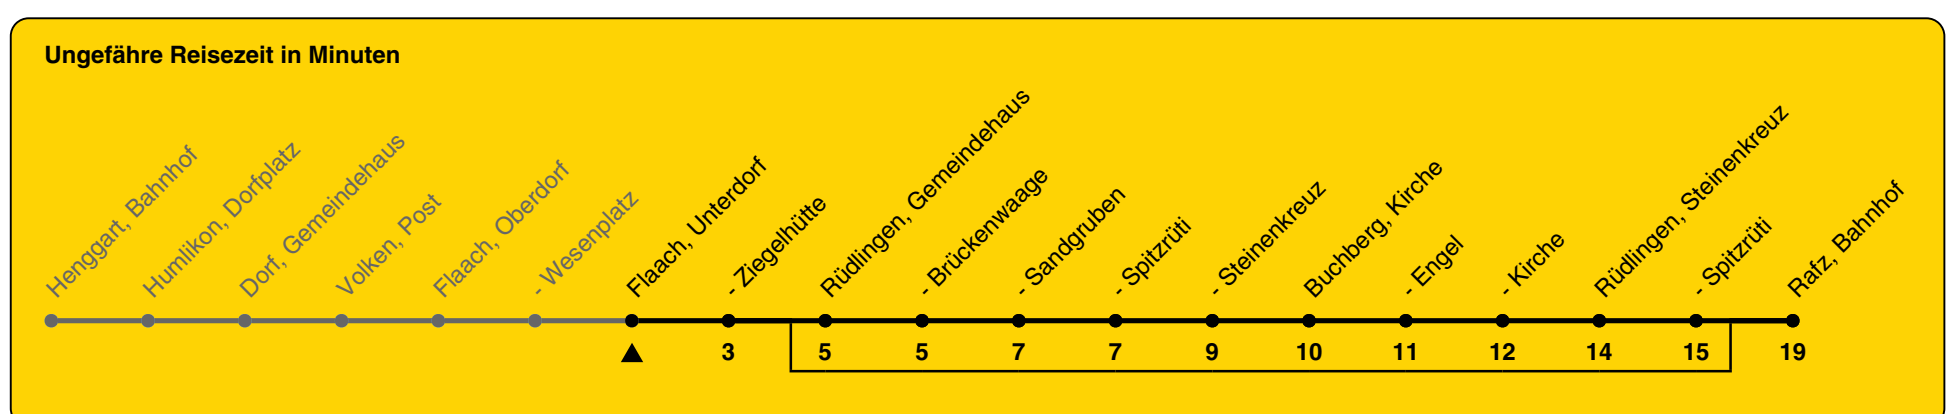 Ungefähre Reisezeit in Minuten
Henggart, Bahnhof
Humlikon, Dorfplatz
Dorf, Gemeindehaus
Volken, Post
Flaach, Oberdorf
- Wesenplatz
Flaach, Unterdorf
- Ziegelhütte
Rüdlingen, Gemeindehaus
- Brückenwaage
- Sandgruben
- Spitzrüti
- Steinenkreuz
Buchberg, Kirche
- Engel
- Kirche
Rüdlingen, Steinenkreuz
- Spitzrüti
Rafz, Bahnhof
3 5 5 7 7 9 10 11 12 14 15 19